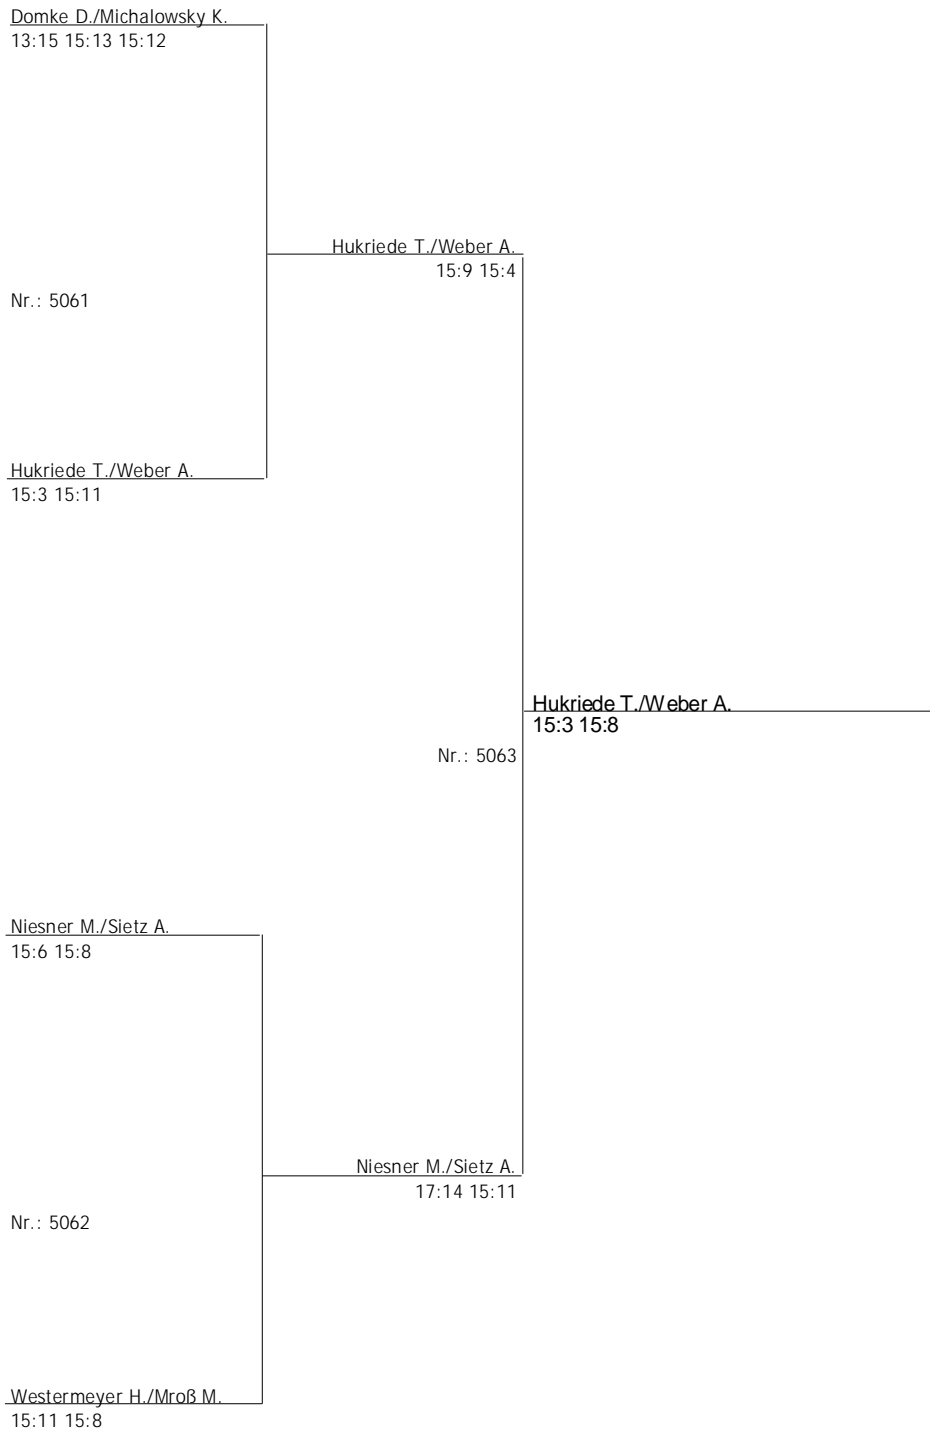 Domke D./Michalowsky K.
13:15 15:13 15:12
Hukriede T./Weber A.
15:9 15:4
Nr.: 5061
Hukriede T./Weber A.
15:3 15:11
Hukriede T./Weber A.
15:3 15:8
Nr.: 5063
Niesner M./Sietz A.
15:6 15:8
Niesner M./Sietz A.
17:14 15:11
Nr.: 5062
Westermeyer H./Mroß M.
15:11 15:8